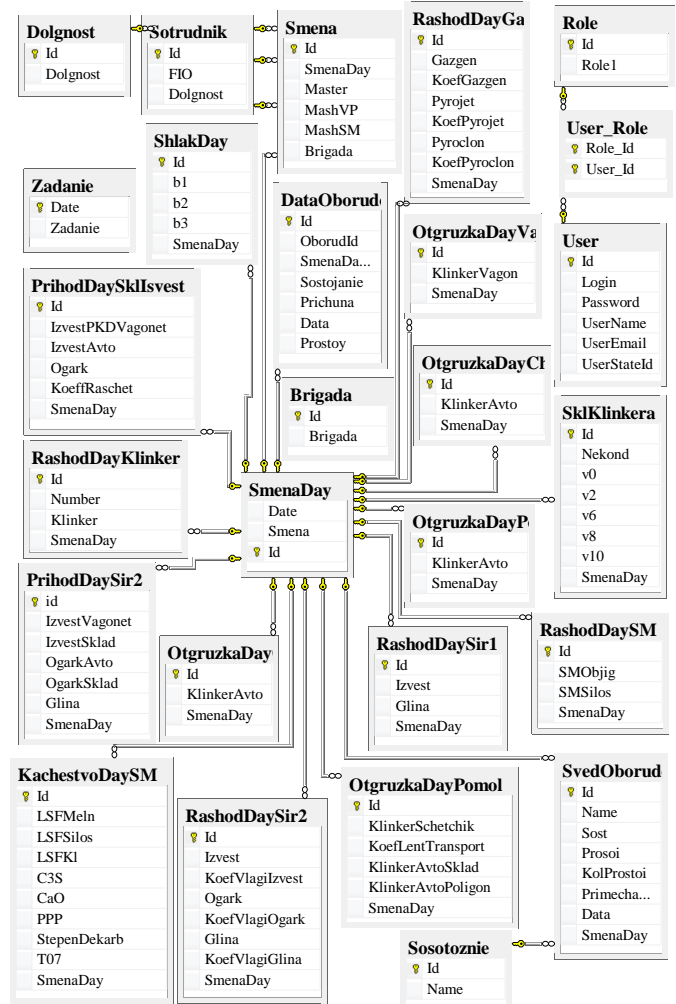 Dolgnost
Id
Dolgnost
Sotrudnik
Id
FIO
Dolgnost
Smena
Id
SmenaDay
Master
MashVP
MashSM
Brigada
RashodDayGa
Id
Gazgen
KoefGazgen
Pyrojet
KoefPyrojet
Pyroclon
KoefPyroclon
SmenaDay
Role
Id
Role1
User_Role
Role_Id
User_Id
ShlakDay
Id
b1
b2
b3
SmenaDay
Zadanie
Date
Zadanie
DataOborud
Id
OborudId
SmenaDa...
Sostojanie
Prichuna
Data
Prostoy
OtgruzkaDayVa
Id
KlinkerVagon
SmenaDay
User
Id
Login
Password
UserName
UserEmail
UserStateId
PrihodDaySklIsvest
Id
IzvestPKDVagonet
IzvestAvto
Ogark
KoeffRaschet
SmenaDay
OtgruzkaDayCh
Id
KlinkerAvto
SmenaDay
Brigada
Id
Brigada
SklKlinkera
Id
Nekond
v0
v2
v6
v8
v10
SmenaDay
RashodDayKlinker
Id
Number
Klinker
SmenaDay
SmenaDay
Date
Smena
Id
OtgruzkaDayP
Id
KlinkerAvto
SmenaDay
PrihodDaySir2
id
IzvestVagonet
IzvestSklad
OgarkAvto
OgarkSklad
Glina
SmenaDay
OtgruzkaDay
Id
KlinkerAvto
SmenaDay
RashodDaySir1
Id
Izvest
Glina
SmenaDay
RashodDaySM
Id
SMObjig
SMSilos
SmenaDay
KachestvoDaySM
Id
LSFMeln
LSFSilos
LSFKl
C3S
CaO
PPP
StepenDekarb
T07
SmenaDay
RashodDaySir2
Id
Izvest
KoefVlagiIzvest
Ogark
KoefVlagiOgark
Glina
KoefVlagiGlina
SmenaDay
OtgruzkaDayPomol
Id
KlinkerSchetchik
KoefLentTransport
KlinkerAvtoSklad
KlinkerAvtoPoligon
SmenaDay
SvedOborud
Id
Name
Sost
Prosoi
KolProstoi
Primecha...
Data
SmenaDay
Sosotoznie
Id
Name